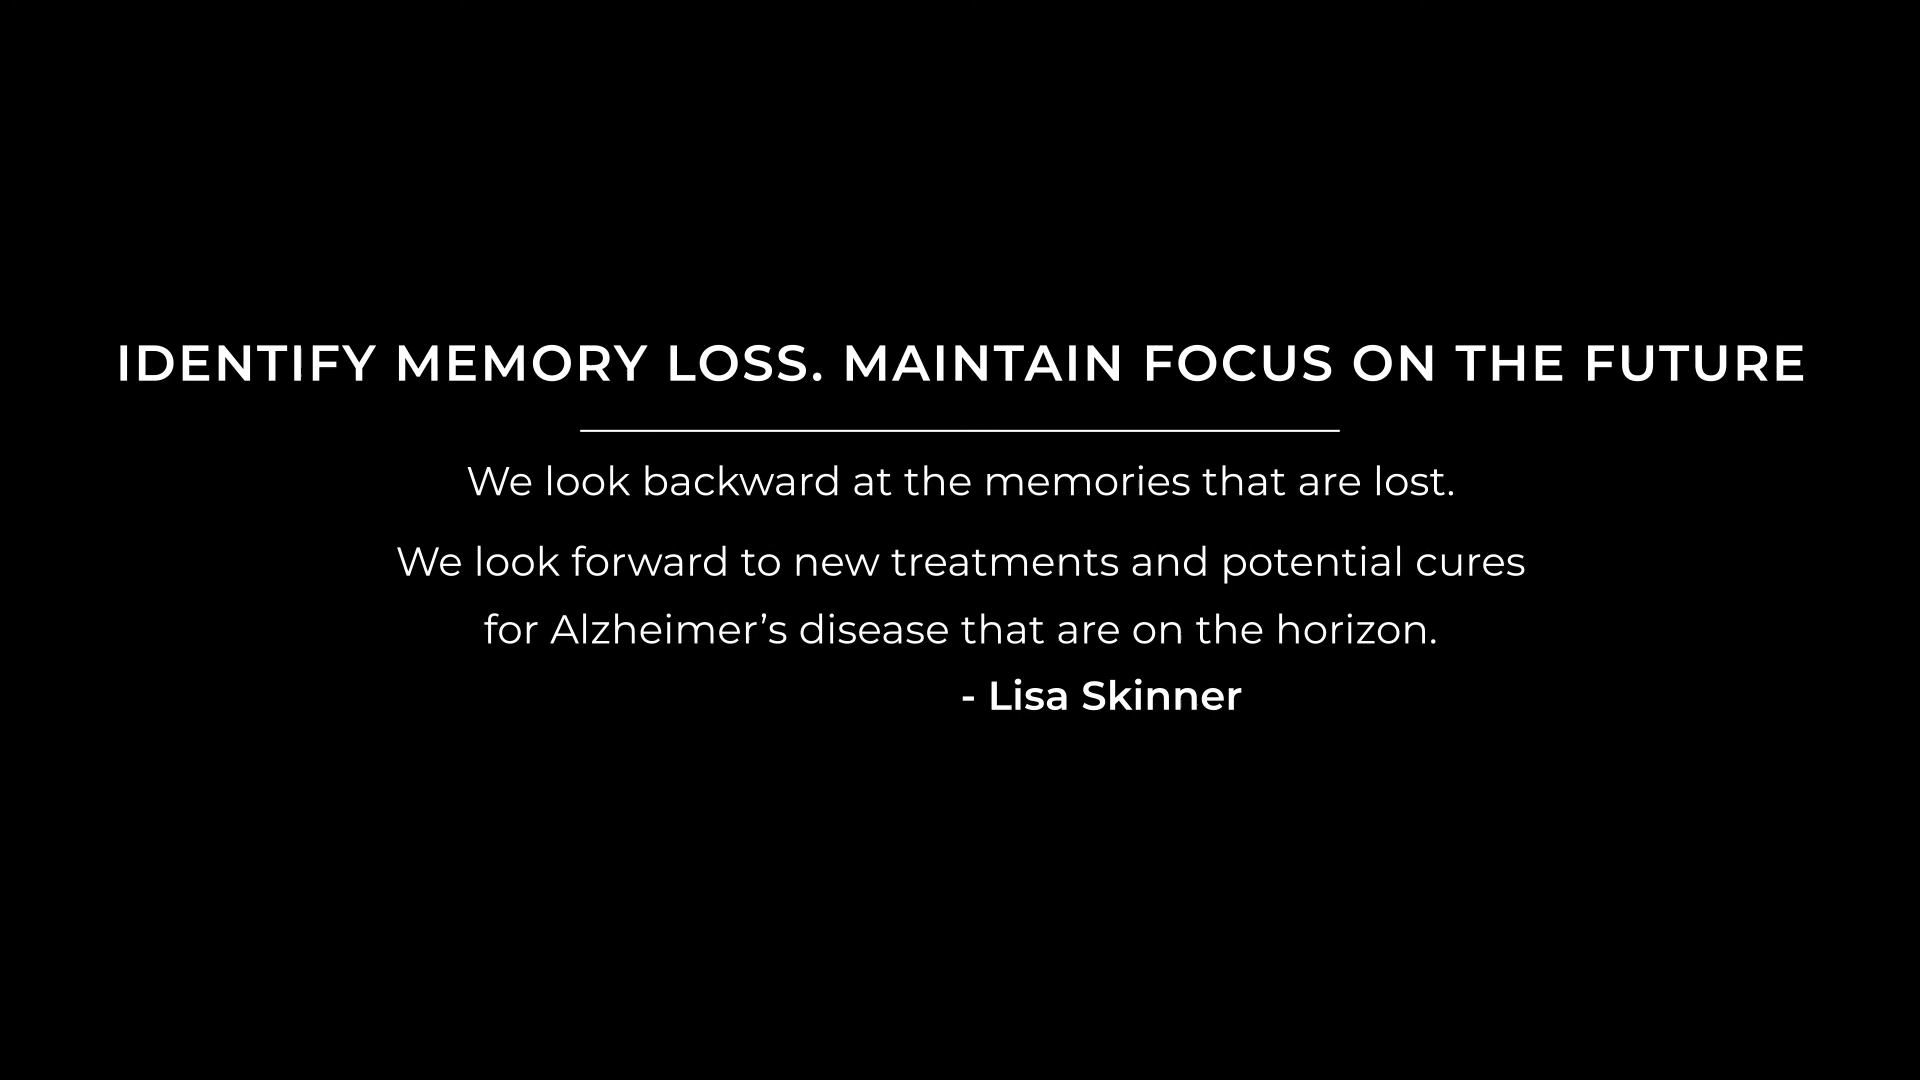 IDENTIFY MEMORY LOSS. MAINTAIN FOCUS ON THE FUTURE
We look backward at the memories that are lost.
We look forward to new treatments and potential cures
for Alzheimer’s disease that are on the horizon.
- Lisa Skinner